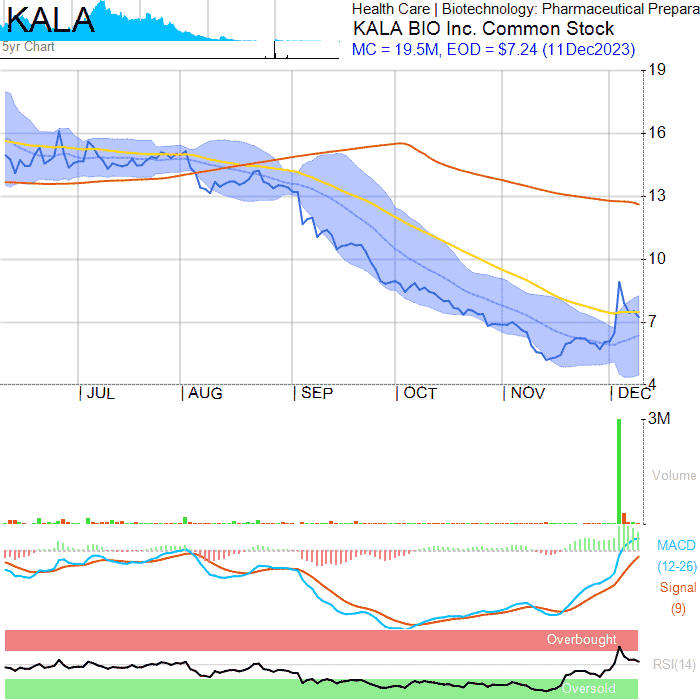 KALA
5yr Chart
Health Care | Biotechnology: Pharmaceutical Prepara
KALA BIO Inc. Common Stock
MC = 19.5M, EOD = $7.24 (11Dec2023)
19
16
13
10
7
4
JUL AUG SEP OCT NOV DEC
3M
Volume
MACD
(12-26)
Signal
(9)
Overbought
RSI(14)
Oversold